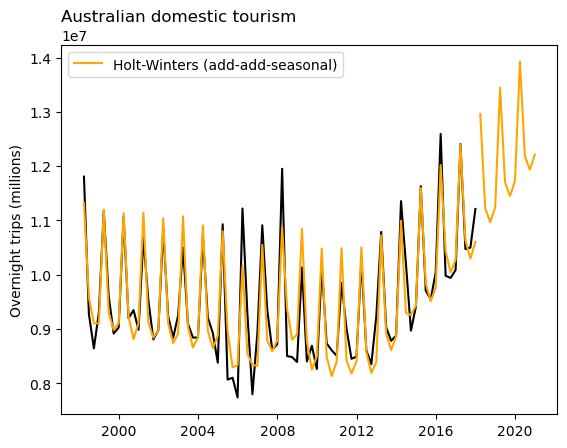 Australian domestic tourism
1e7
1.4
Holt-Winters (add-add-seasonal)
1.3
1.2
Overnight trips (millions)
1.1
1.0
0.9
0.8
2000 2004 2008 2012 2016 2020